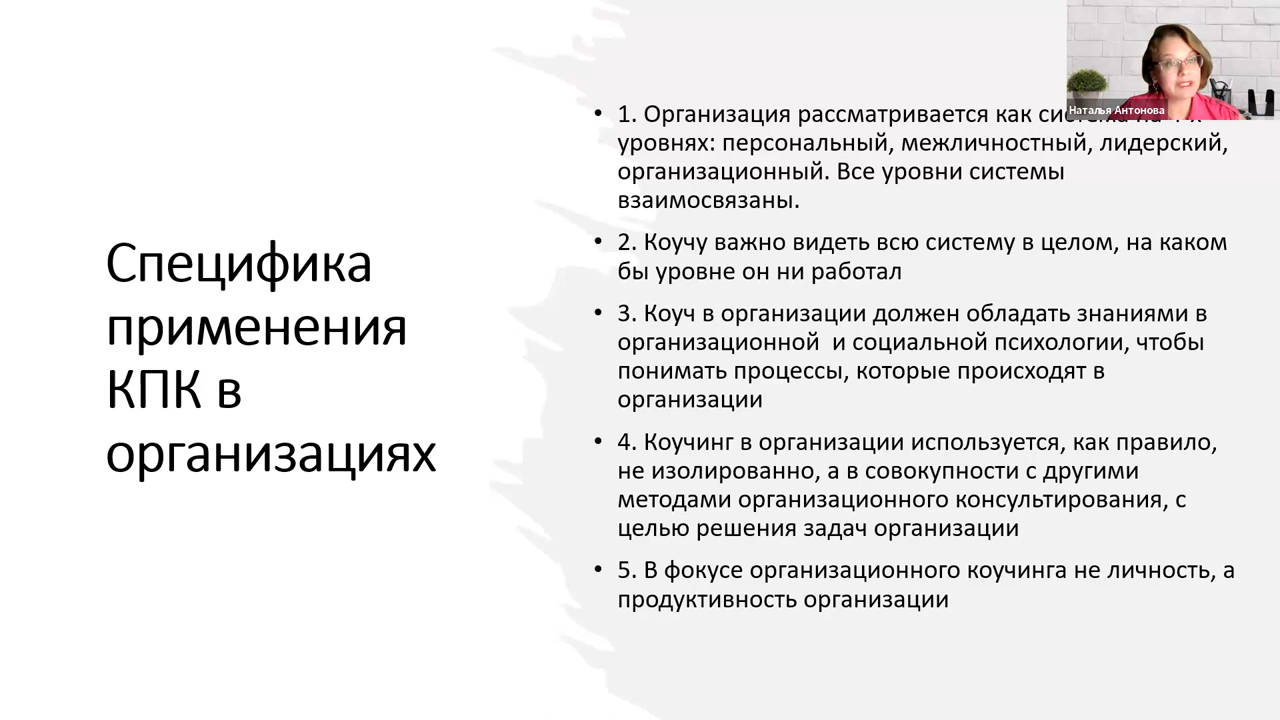 Специфика
применения
КПК в
организациях
• 1. Организация рассматривается как
уровнях: персональный, межличностный, лидерский,
организационный. Все уровни системы
взаимосвязаны.
• 2. Коучу важно видеть всю систему в целом, на каком
бы уровне он ни работал
• 3. Коуч в организации должен обладать знаниями в
организационной  и социальной психологии, чтобы
понимать процессы, которые происходят в
организации
• 4. Коучинг в организации используется, как правило,
не изолированно, а в совокупности с другими
методами организационного консультирования, с
целью решения задач организации
• 5. В фокусе организационного коучинга не личность, а
продуктивность организации
Наталья Антонова